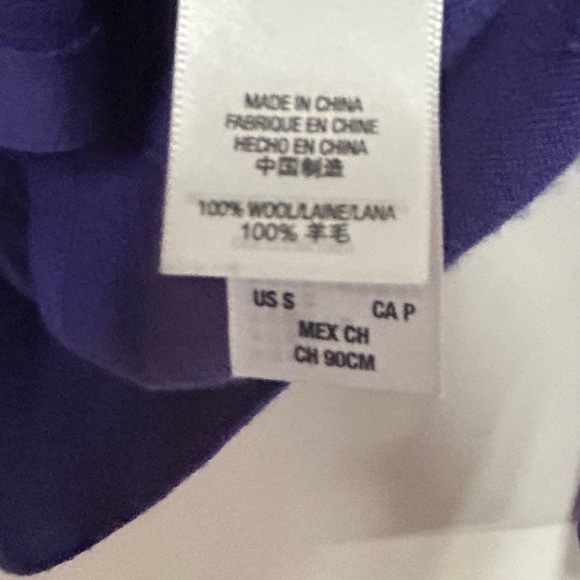 MADE IN CHINA
FABRIQUE EN CHINE
HECHO EN CHINA
中国制造
100% WOOL/LAINE/LANA
100% 羊毛
US S CA P
MEX CH
CH 90CM